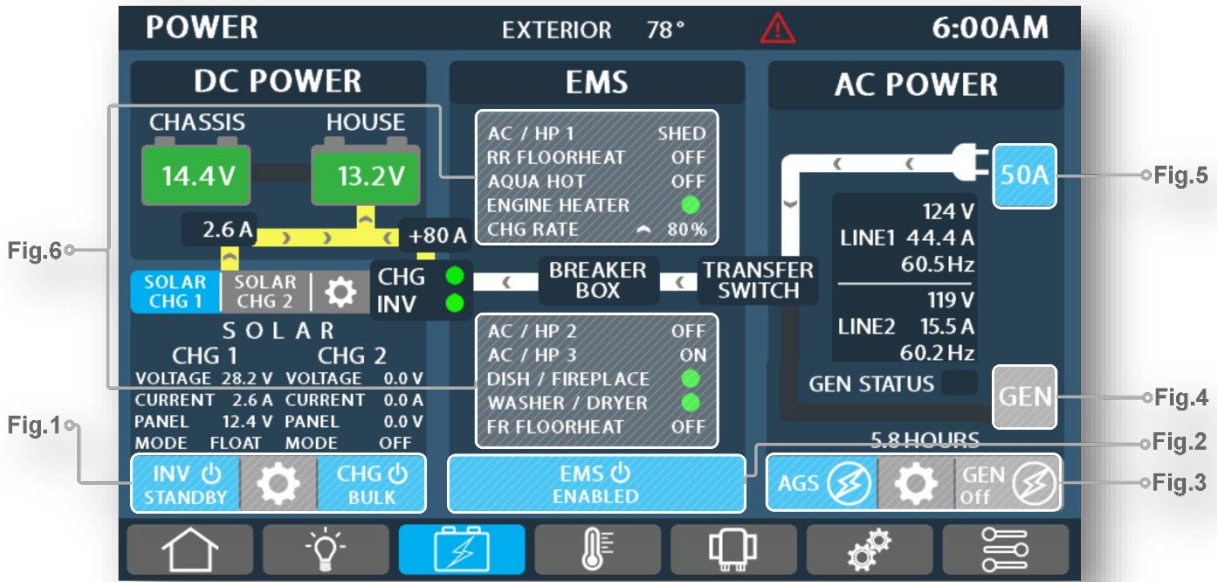 POWER EXTERIOR 78° 6:00AM
DC POWER
CHASSIS HOUSE
14.4V 13.2V
2.6 A +80 A
SOLAR CHG 1
SOLAR CHG 2
CHG
INV
SOLAR
CHG 1 CHG 2
VOLTAGE 28.2 V VOLTAGE 0.0 V
CURRENT 2.6 A CURRENT 0.0 A
PANEL 12.4 V PANEL 0.0 V
MODE FLOAT MODE OFF
INV STANDBY
CHG BULK
EMS
AC / HP 1 SHED
RR FLOORHEAT OFF
AQUA HOT OFF
ENGINE HEATER
CHG RATE 80%
BREAKER
BOX
TRANSFER
SWITCH
AC / HP 2 OFF
AC / HP 3 ON
DISH / FIREPLACE
WASHER / DRYER
FR FLOORHEAT OFF
EMS
ENABLED
AC POWER
50A
124 V
LINE1 44.4 A
60.5Hz
119 V
LINE2 15.5 A
60.2Hz
GEN STATUS
GEN
5.8 HOURS
AGS
GEN
Off
Fig.6
Fig.1
Fig.5
Fig.4
Fig.2
Fig.3